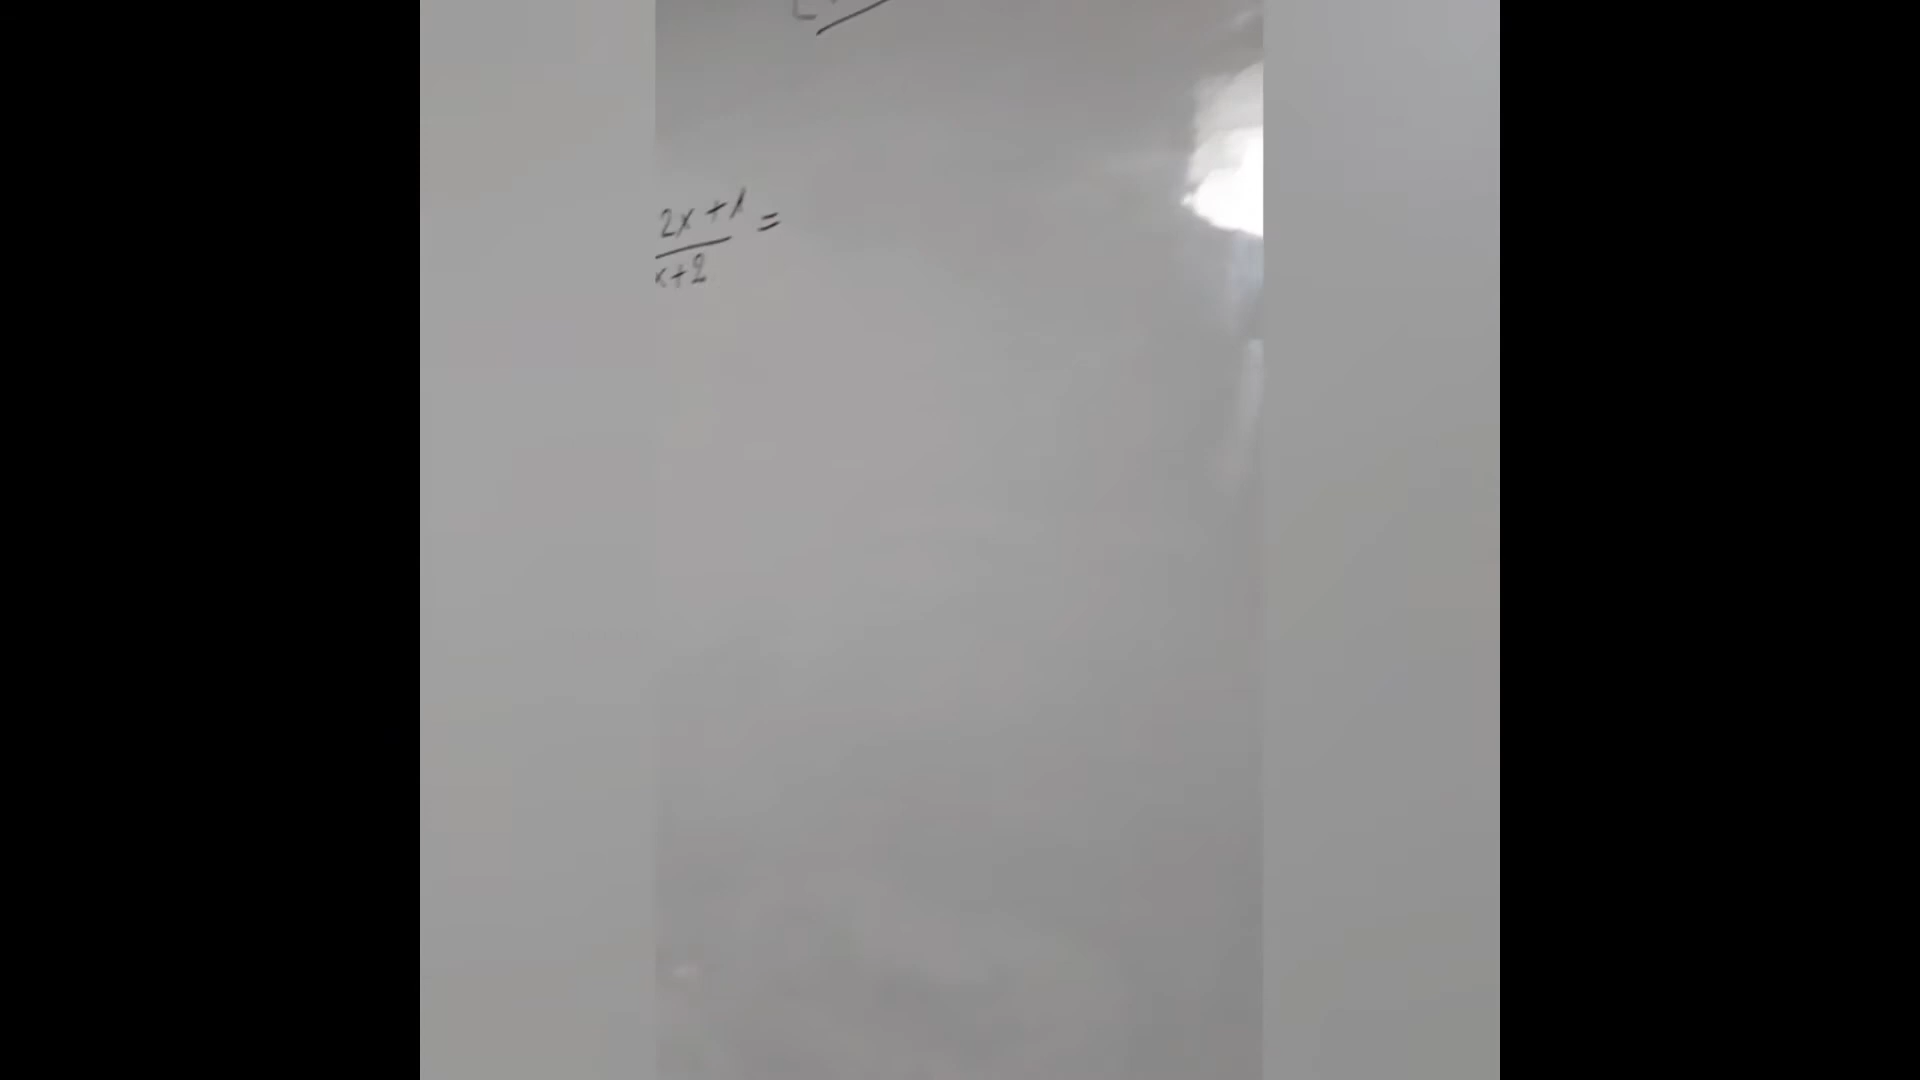 2x+1 =
x+2